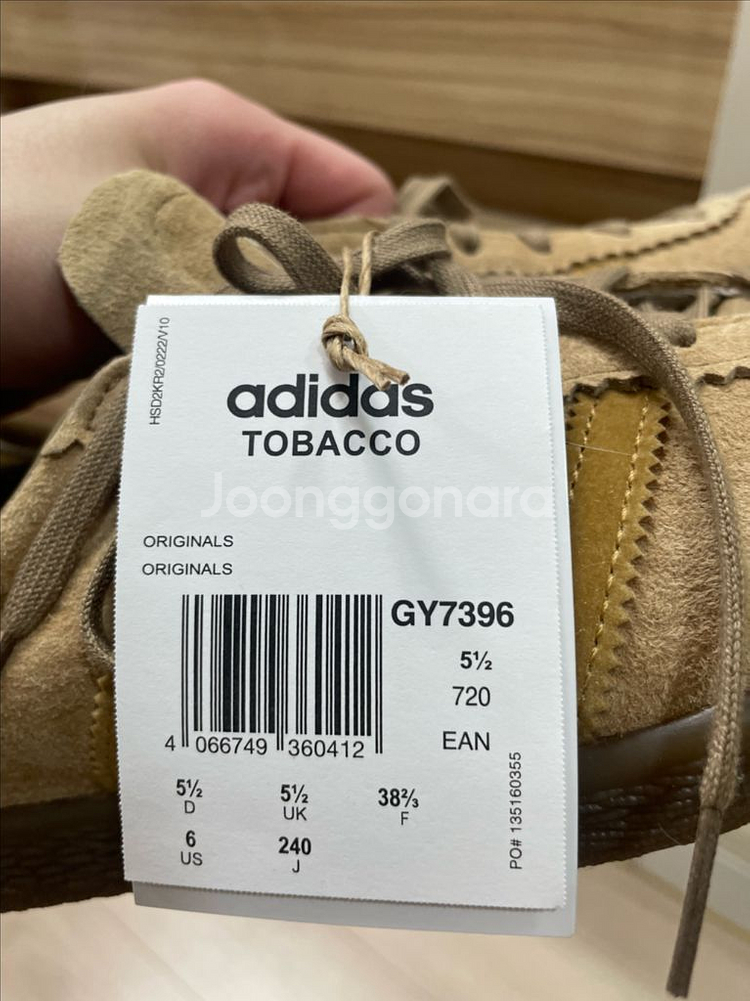 HSD2KR2/0222/V10
adidas
TOBACCO
Joonggonara
ORIGINALS
ORIGINALS
GY7396
5½
720
EAN
4 066749 360412
5½
D
5½
UK
38⅔
F
6
US
240
J
PO# 135160355